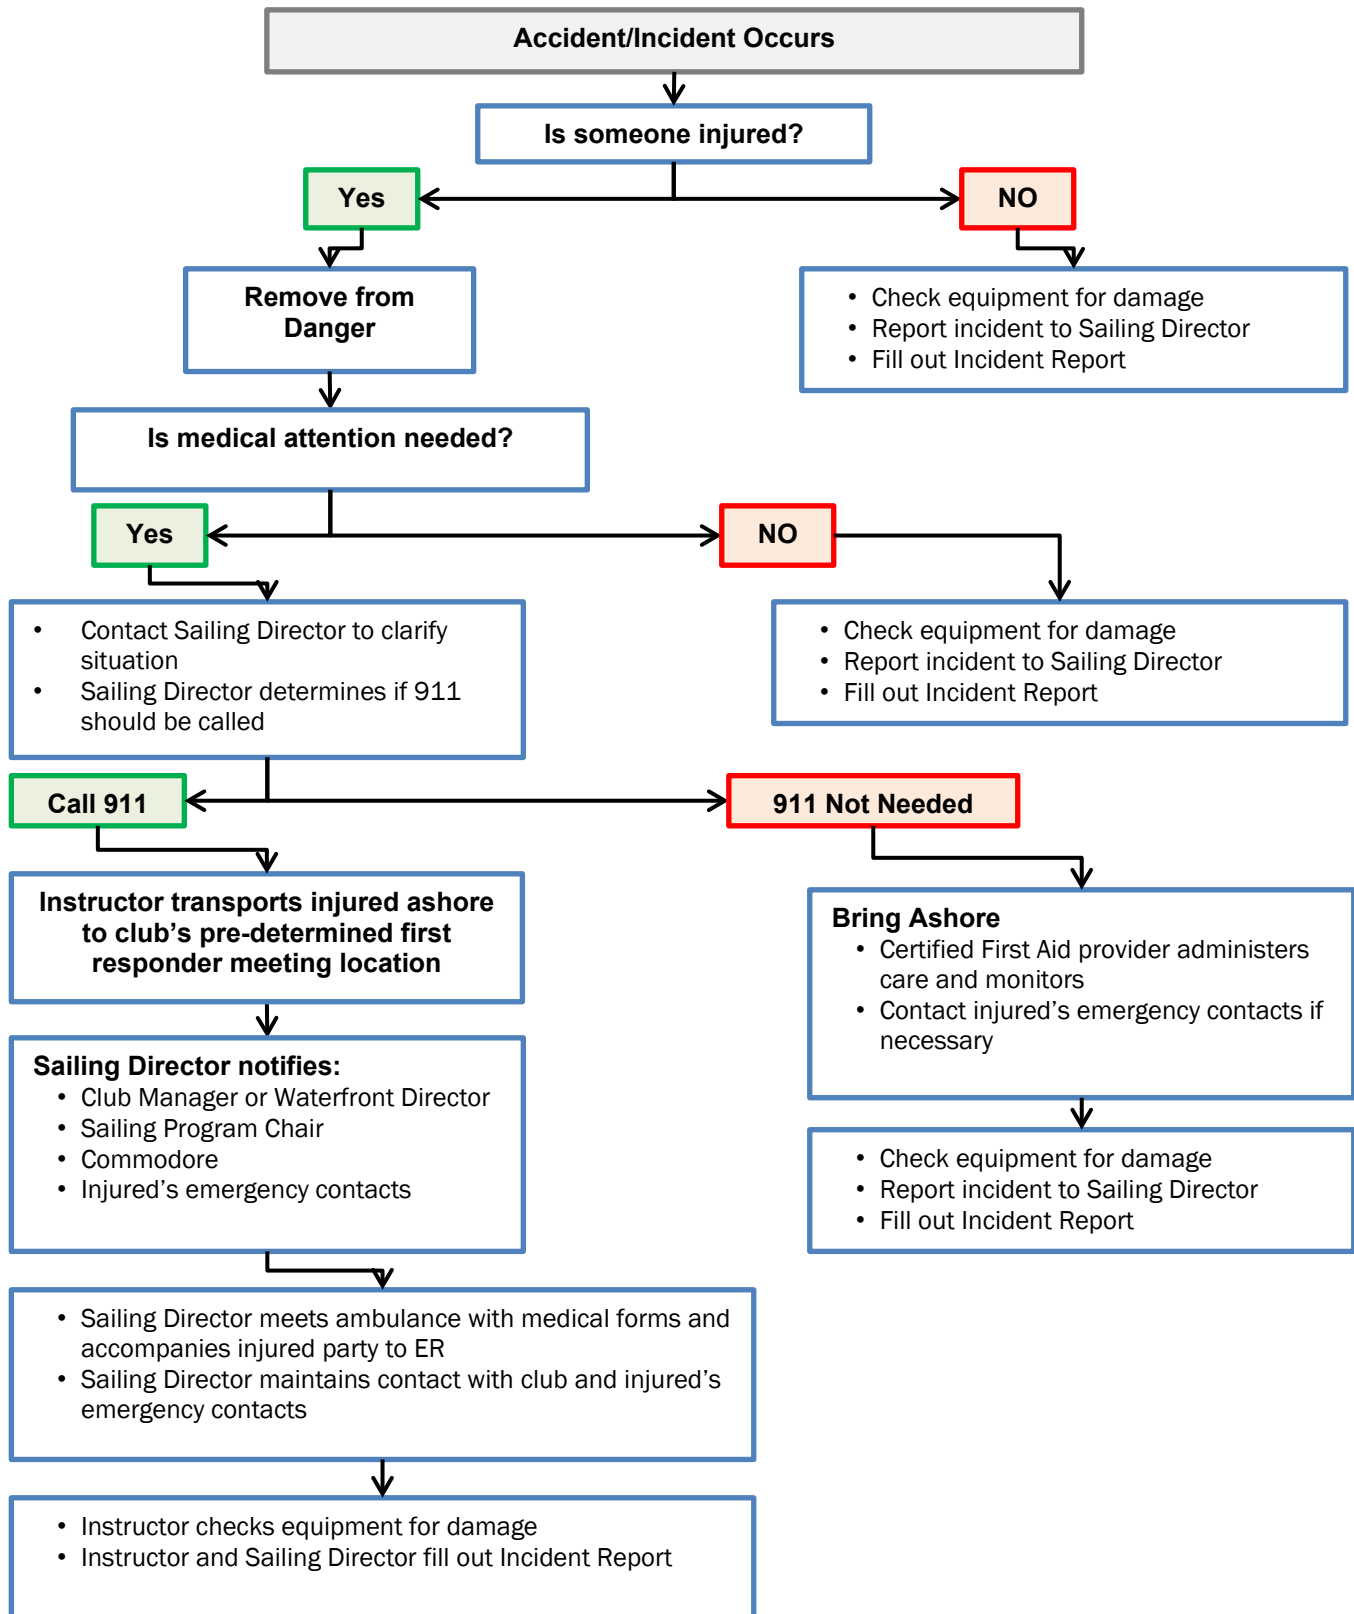 Accident/Incident Occurs
Is someone injured?
Yes
NO
Remove from
Danger
• Check equipment for damage
• Report incident to Sailing Director
• Fill out Incident Report
Is medical attention needed?
Yes
NO
• Contact Sailing Director to clarify
situation
• Sailing Director determines if 911
should be called
• Check equipment for damage
• Report incident to Sailing Director
• Fill out Incident Report
Call 911
911 Not Needed
Instructor transports injured ashore
to club's pre-determined first
responder meeting location
Bring Ashore
• Certified First Aid provider administers
care and monitors
• Contact injured's emergency contacts if
necessary
Sailing Director notifies:
• Club Manager or Waterfront Director
• Sailing Program Chair
• Commodore
• Injured's emergency contacts
• Check equipment for damage
• Report incident to Sailing Director
• Fill out Incident Report
• Sailing Director meets ambulance with medical forms and
accompanies injured party to ER
• Sailing Director maintains contact with club and injured's
emergency contacts
• Instructor checks equipment for damage
• Instructor and Sailing Director fill out Incident Report